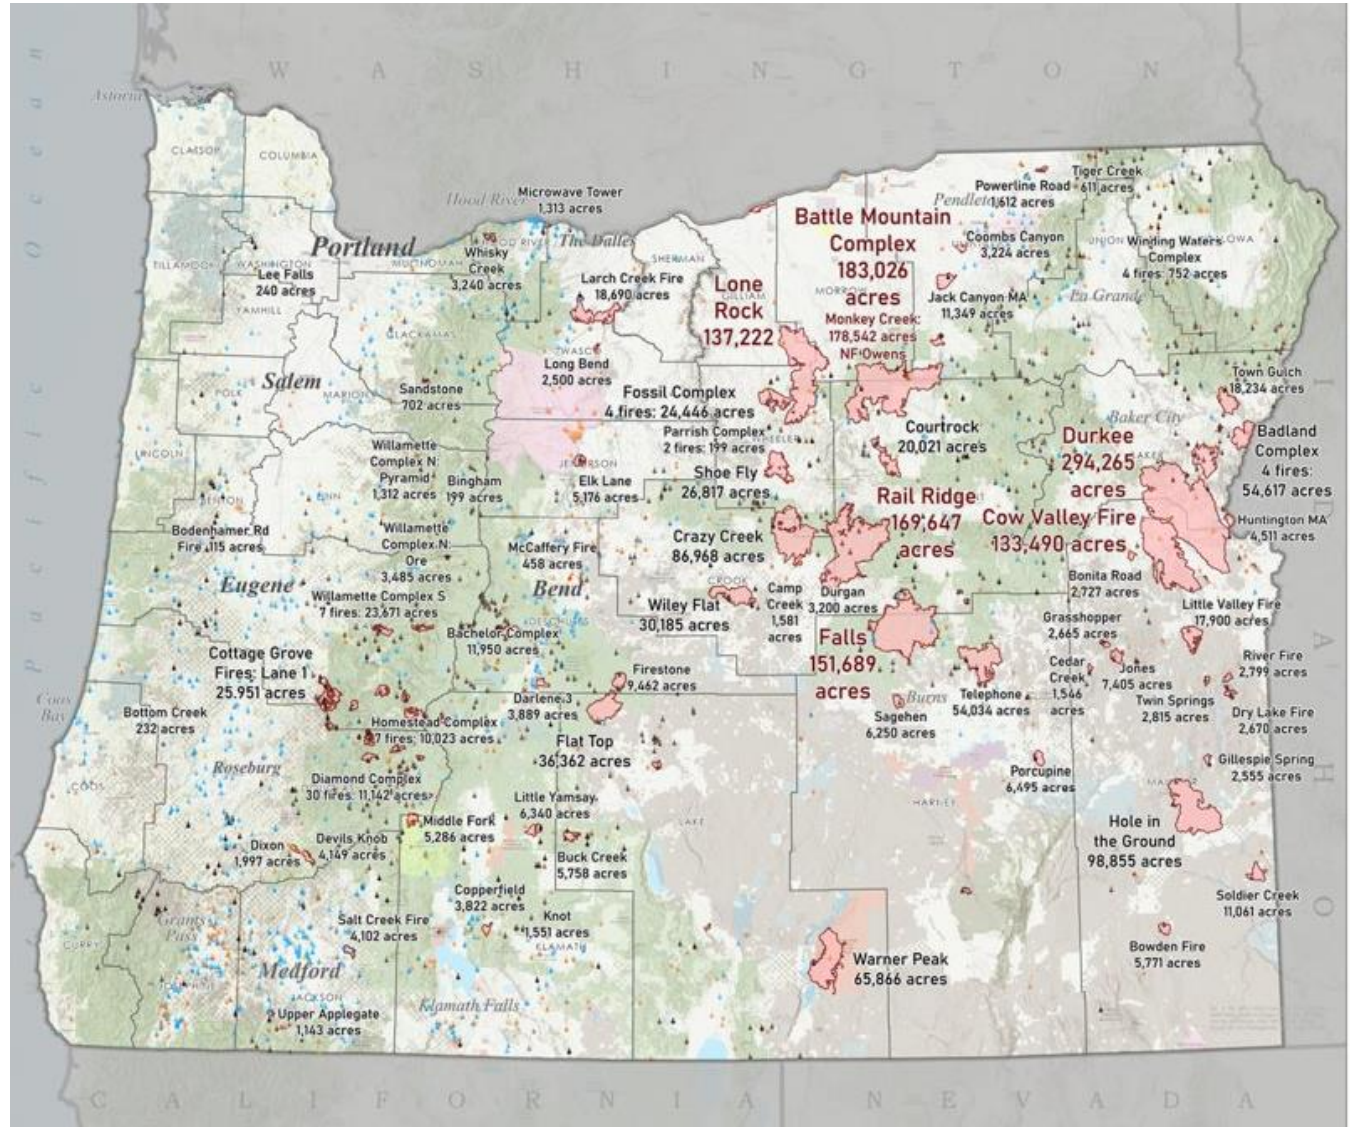 WASHINGTON
Astoria
CLATSOP
COLUMBIA
Pacific Ocean
Tiger Creek
611 acres
Powerline Road
1,612 acres
Pendleton
Hood River
Microwave Tower
1,313 acres
Battle Mountain
Complex
183,026
acres
Monkey Creek:
178,542 acres
NF Owens
Coombs Canyon
3,224 acres
UNION
WALLOWA
Winding Waters
Complex
4 fires: 752 acres
Portland
HOOD RIVER
The Dalles
Whisky
Creek
3,240 acres
TILLAMOOK
WASHINGTON
MULTNOMAH
SHERMAN
Lee Falls
240 acres
Larch Creek Fire
18,690 acres
Lone
Rock
137,222
GILLIAM
MORROW
Jack Canyon MA
11,349 acres
La Grande
YAMHILL
CLACKAMAS
WASCO
Long Bend
2,500 acres
Salem
POLK
MARION
Sandstone
702 acres
Fossil Complex
4 fires: 24,446 acres
Town Gulch
18,234 acres
Baker City
Parrish Complex
2 fires: 199 acres
WHEELER
Courtrock
20,021 acres
Durkee
294,265
acres
BAKER
Badland
Complex
4 fires:
54,617 acres
LINCOLN
Willamette
Complex N:
Pyramid
1,312 acres
Bingham
199 acres
JEFFERSON
Elk Lane
5,176 acres
Shoe Fly
26,817 acres
BENTON
LINN
Rail Ridge
169,647
acres
Cow Valley Fire
133,490 acres
Huntington MA
4,511 acres
Bodenhamer Rd
Fire 115 acres
Willamette
Complex N:
Ore
3,485 acres
McCaffery Fire
458 acres
Crazy Creek
86,968 acres
Eugene
Bend
CROOK
Bonita Road
2,727 acres
Willamette Complex S
7 fires: 23,671 acres
Wiley Flat
30,185 acres
Camp
Creek
1,581
acres
Durgan
3,200 acres
DESCHUTES
Little Valley Fire
17,900 acres
Grasshopper
2,665 acres
Bachelor Complex
11,950 acres
Falls
151,689
acres
Cottage Grove
Fires: Lane 1
25,951 acres
Firestone
9,462 acres
Cedar
Creek
1,546
acres
Jones
7,405 acres
River Fire
2,799 acres
Burns
Telephone
54,034 acres
Twin Springs
2,815 acres
Coos
Bay
Bottom Creek
232 acres
Darlene 3
3,889 acres
Sagehen
6,250 acres
Dry Lake Fire
2,670 acres
Homestead Complex
7 fires: 10,023 acres
Flat Top
36,362 acres
Gillespie Spring
2,555 acres
Roseburg
Porcupine
6,495 acres
Diamond Complex
30 fires: 11,142 acres
COOS
Little Yamsay
6,340 acres
HARNEY
MALHEUR
LAKE
Middle Fork
5,286 acres
Hole in
the Ground
98,855 acres
Dixon
1,997 acres
Devils Knob
4,149 acres
Buck Creek
5,758 acres
Copperfield
3,822 acres
Soldier Creek
11,061 acres
Grants
Pass
Salt Creek Fire
4,102 acres
Knot
1,551 acres
CURRY
KLAMATH
Bowden Fire
5,771 acres
Medford
Warner Peak
65,866 acres
JOSEPHINE
JACKSON
Klamath Falls
Upper Applegate
1,143 acres
IDAHO
CALIFORNIA
NEVADA